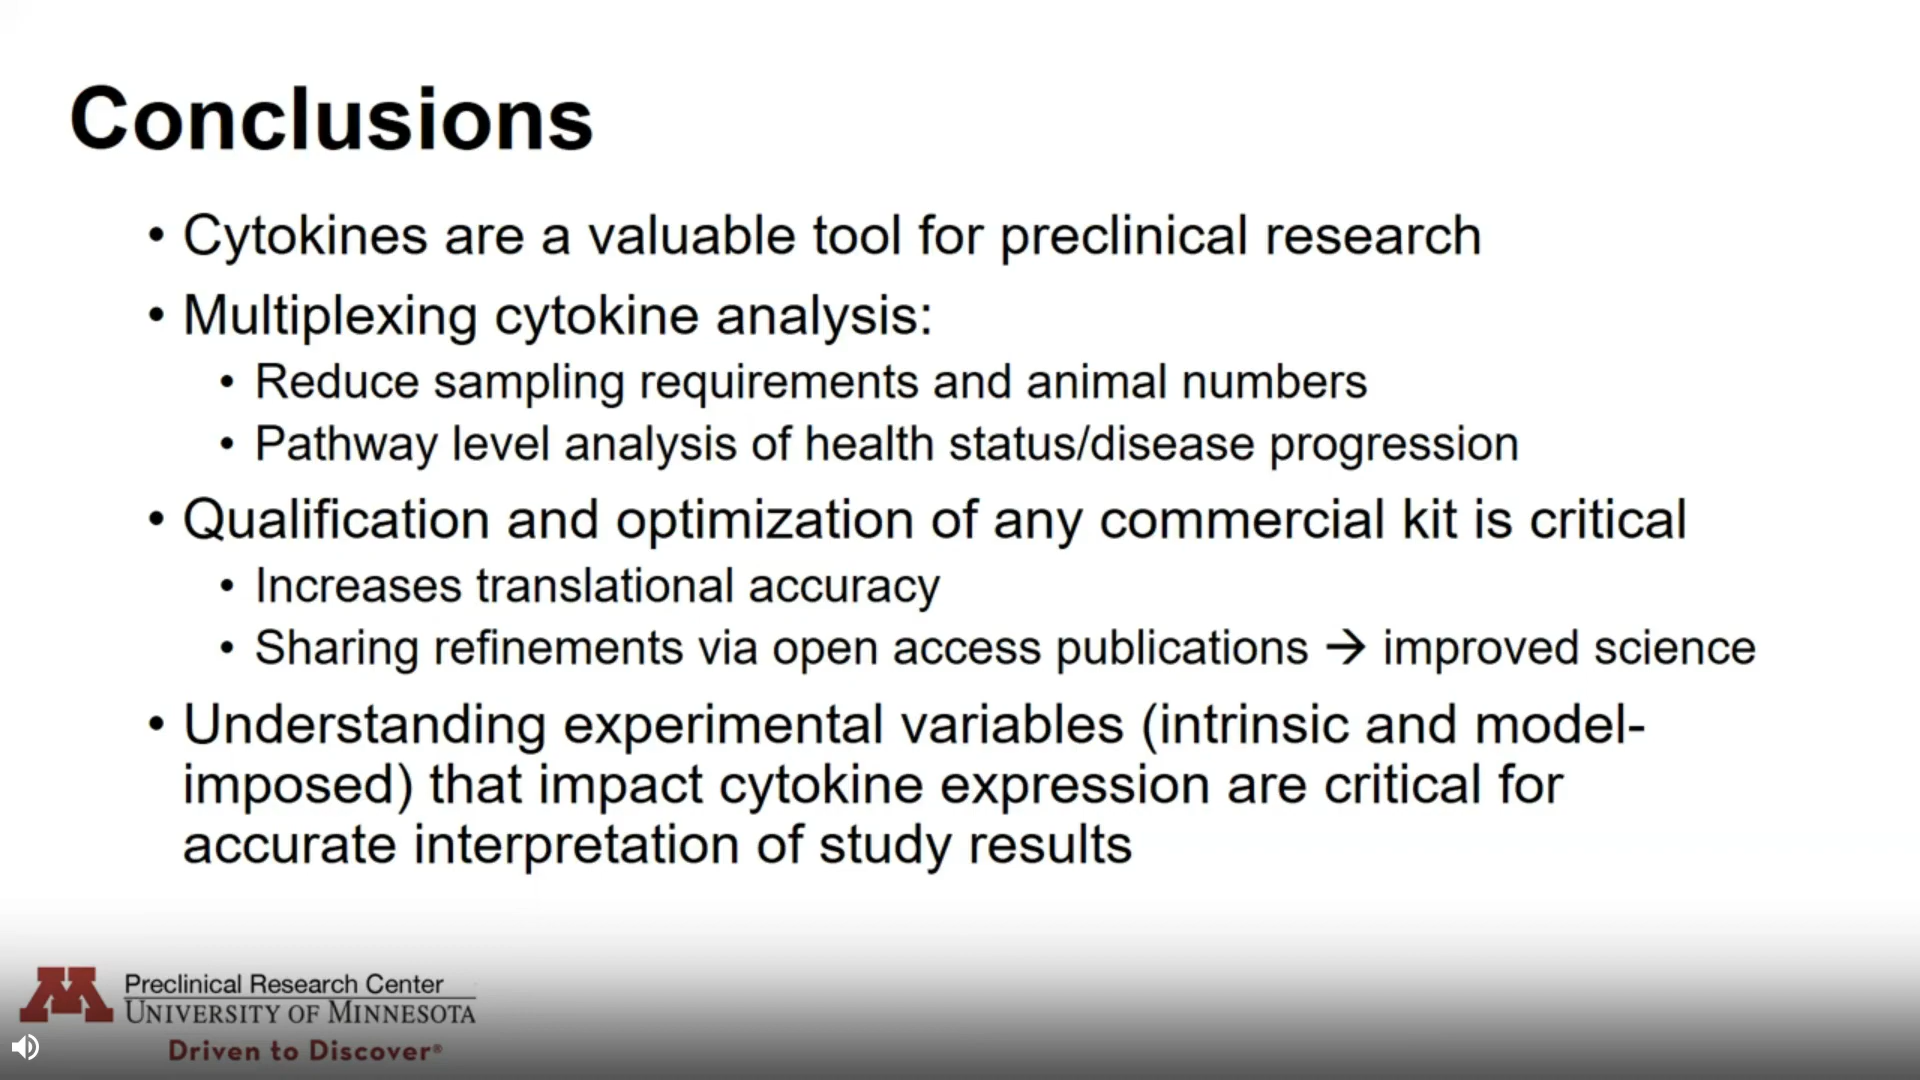 Conclusions
• Cytokines are a valuable tool for preclinical research
• Multiplexing cytokine analysis:
• Reduce sampling requirements and animal numbers
• Pathway level analysis of health status/disease progression
• Qualification and optimization of any commercial kit is critical
• Increases translational accuracy
• Sharing refinements via open access publications → improved science
• Understanding experimental variables (intrinsic and model-
imposed) that impact cytokine expression are critical for
accurate interpretation of study results
M
Preclinical Research Center
UNIVERSITY OF MINNESOTA
Driven to Discover®